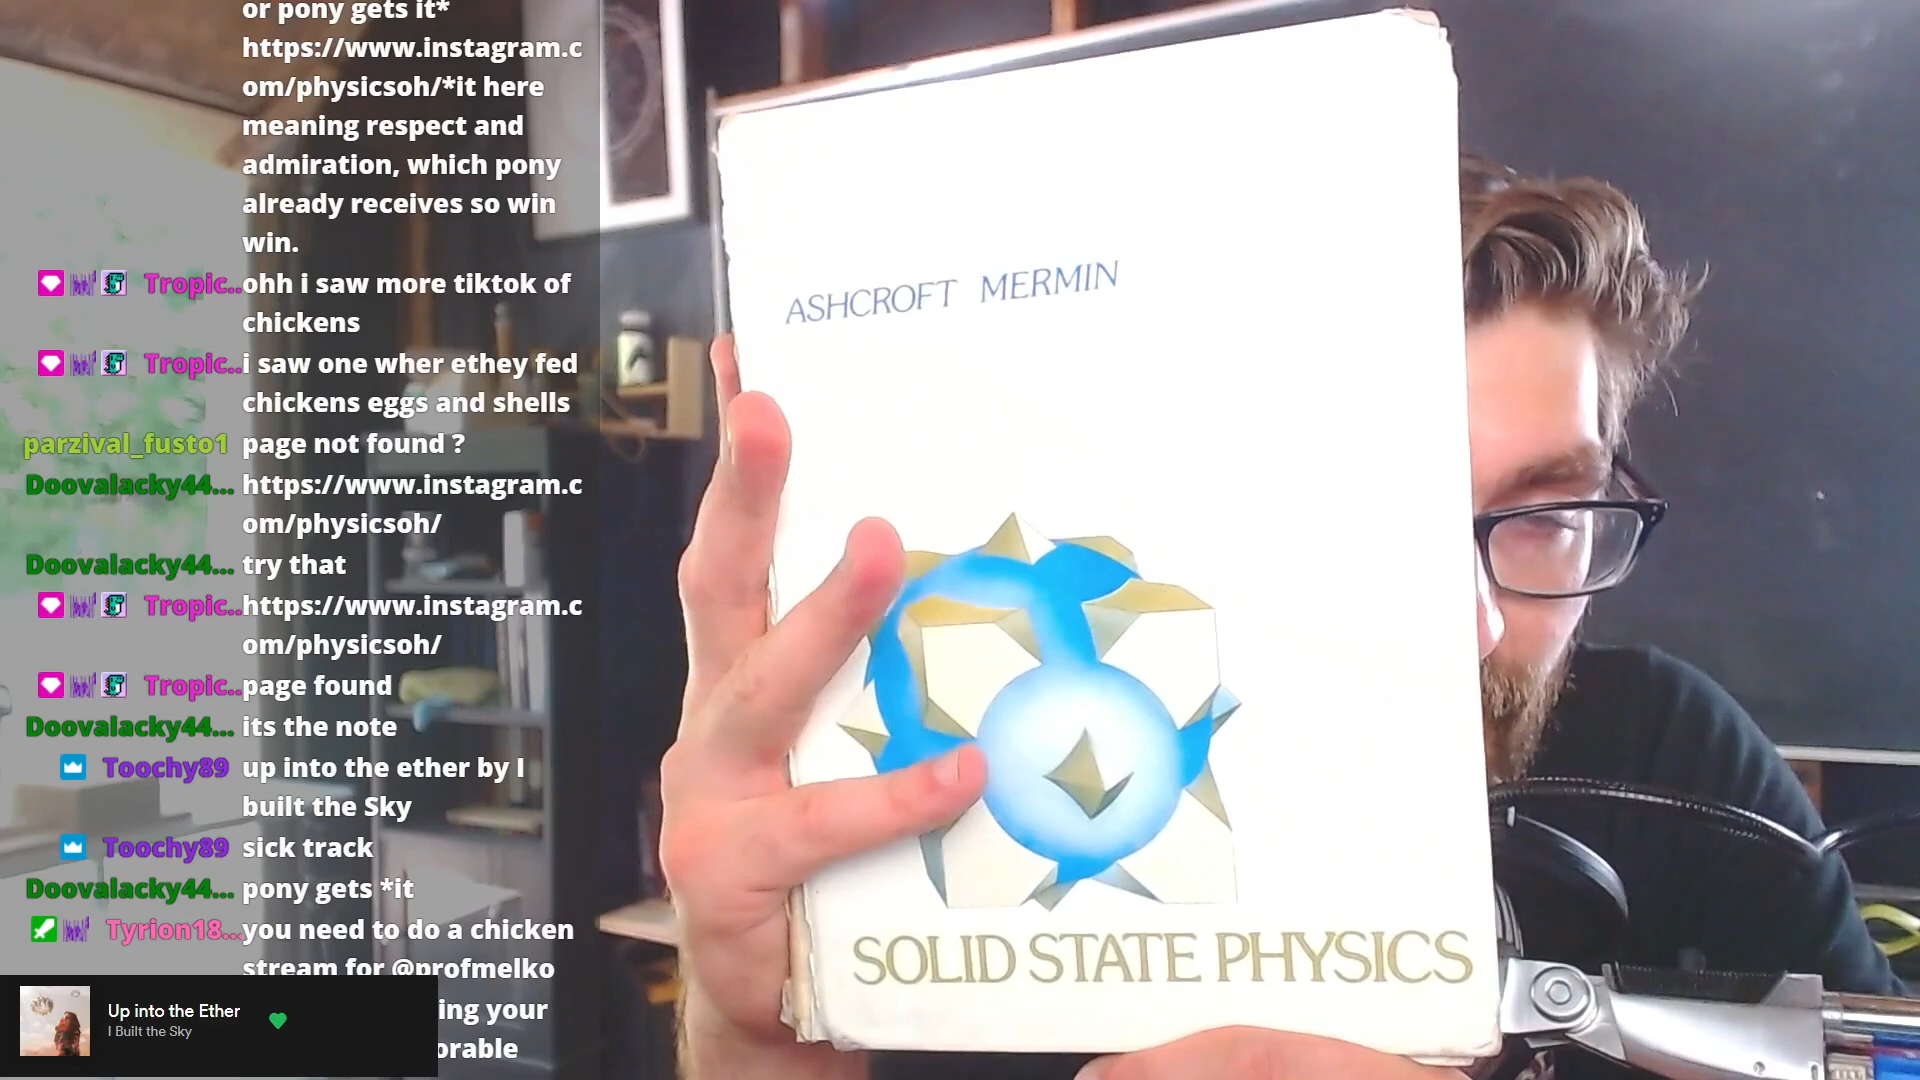 or pony gets it*
https://www.instagram.c
om/physicsoh/*it here
meaning respect and
admiration, which pony
already receives so win
win.
Tropic..ohh i saw more tiktok of
chickens
Tropic..i saw one wher ethey fed
chickens eggs and shells
parzival_fusto1 page not found ?
Doovalacky44... https://www.instagram.c
om/physicsoh/
Doovalacky44... try that
Tropic..https://www.instagram.c
om/physicsoh/
Tropic..page found
Doovalacky44... its the note
Toochy89 up into the ether by I
built the Sky
Toochy89 sick track
Doovalacky44... pony gets *it
Tyrion18...you need to do a chicken
stream for @profmelko
ing your
orable
Up into the Ether
I Built the Sky
ASHCROFT MERMIN
SOLID STATE PHYSICS